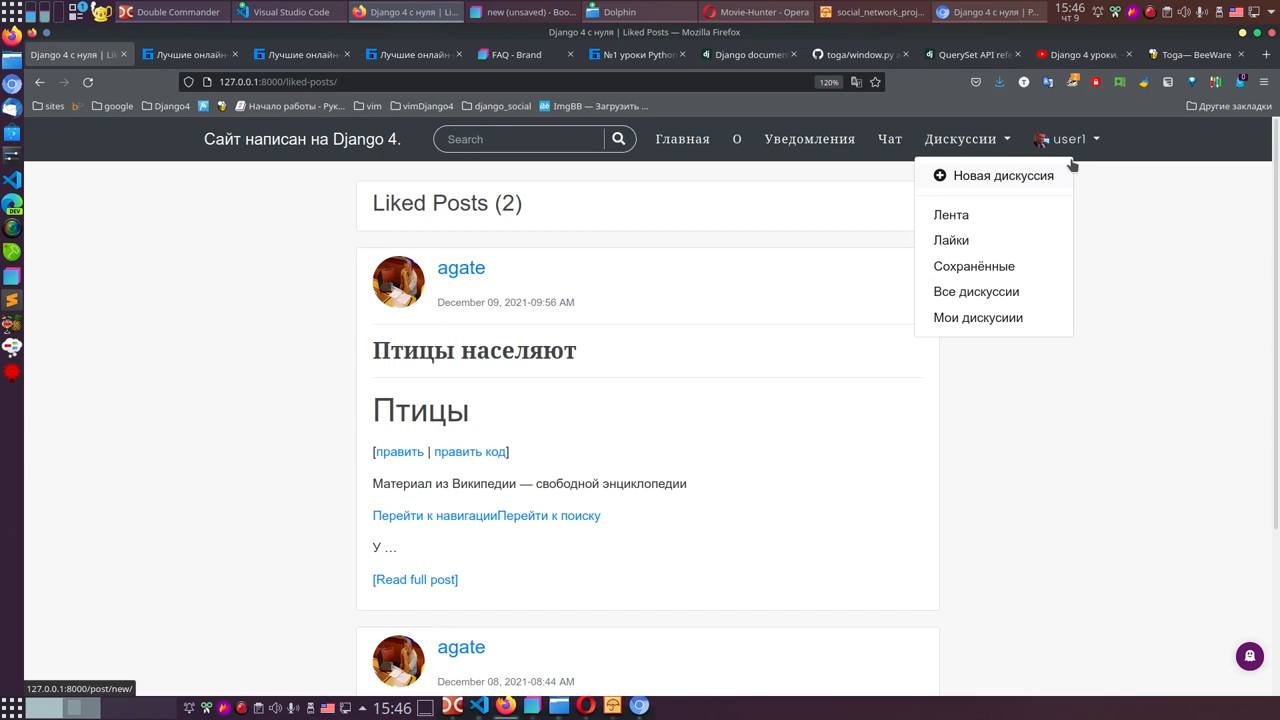 Double Commander
Visual Studio Code
Django 4 с нуля | Li...
new (unsaved) - Boo...
Dolphin
Movie-Hunter - Opera
social_network_proj...
Django 4 с нуля | P...
15:46
чт 9
Django 4 с нуля | Liked Posts — Mozilla Firefox
Django 4 с нуля | Li
Лучшие онлайн-
Лучшие онлайн-
Лучшие онлайн-
FAQ - Brand
№1 уроки Python
Django documen
toga/window.py a
QuerySet API refe
Django 4 уроки.
Toga— BeeWare
127.0.0.1:8000/liked-posts/
120%
sites
google
Django4
Начало работы - Рук...
vim
vimDjango4
django_social
ImgBB — Загрузить ...
Другие закладки
Сайт написан на Django 4.
Search
Главная
О
Уведомления
Чат
Дискуссии
user1
Новая дискуссия
Лента
Лайки
Сохранённые
Все дискуссии
Мои дискусиии
Liked Posts (2)
agate
December 09, 2021-09:56 AM
Птицы населяют
Птицы
[править | править код]
Материал из Википедии — свободной энциклопедии
Перейти к навигацииПерейти к поиску
У ...
[Read full post]
agate
December 08, 2021-08:44 AM
127.0.0.1:8000/post/new/
15:46